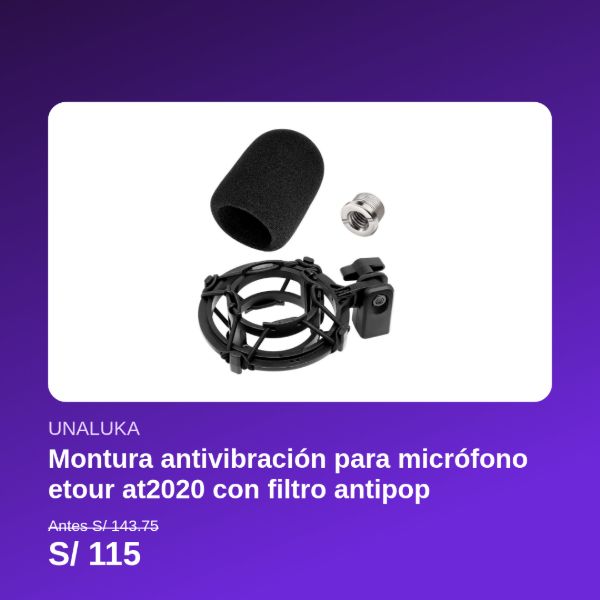 UNALUKA
Montura antivibración para micrófono
etour at2020 con filtro antipop
Antes S/ 143.75
S/ 115